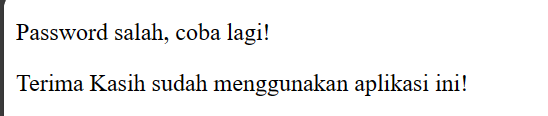 Password salah, coba lagi!
Terima Kasih sudah menggunakan aplikasi ini!